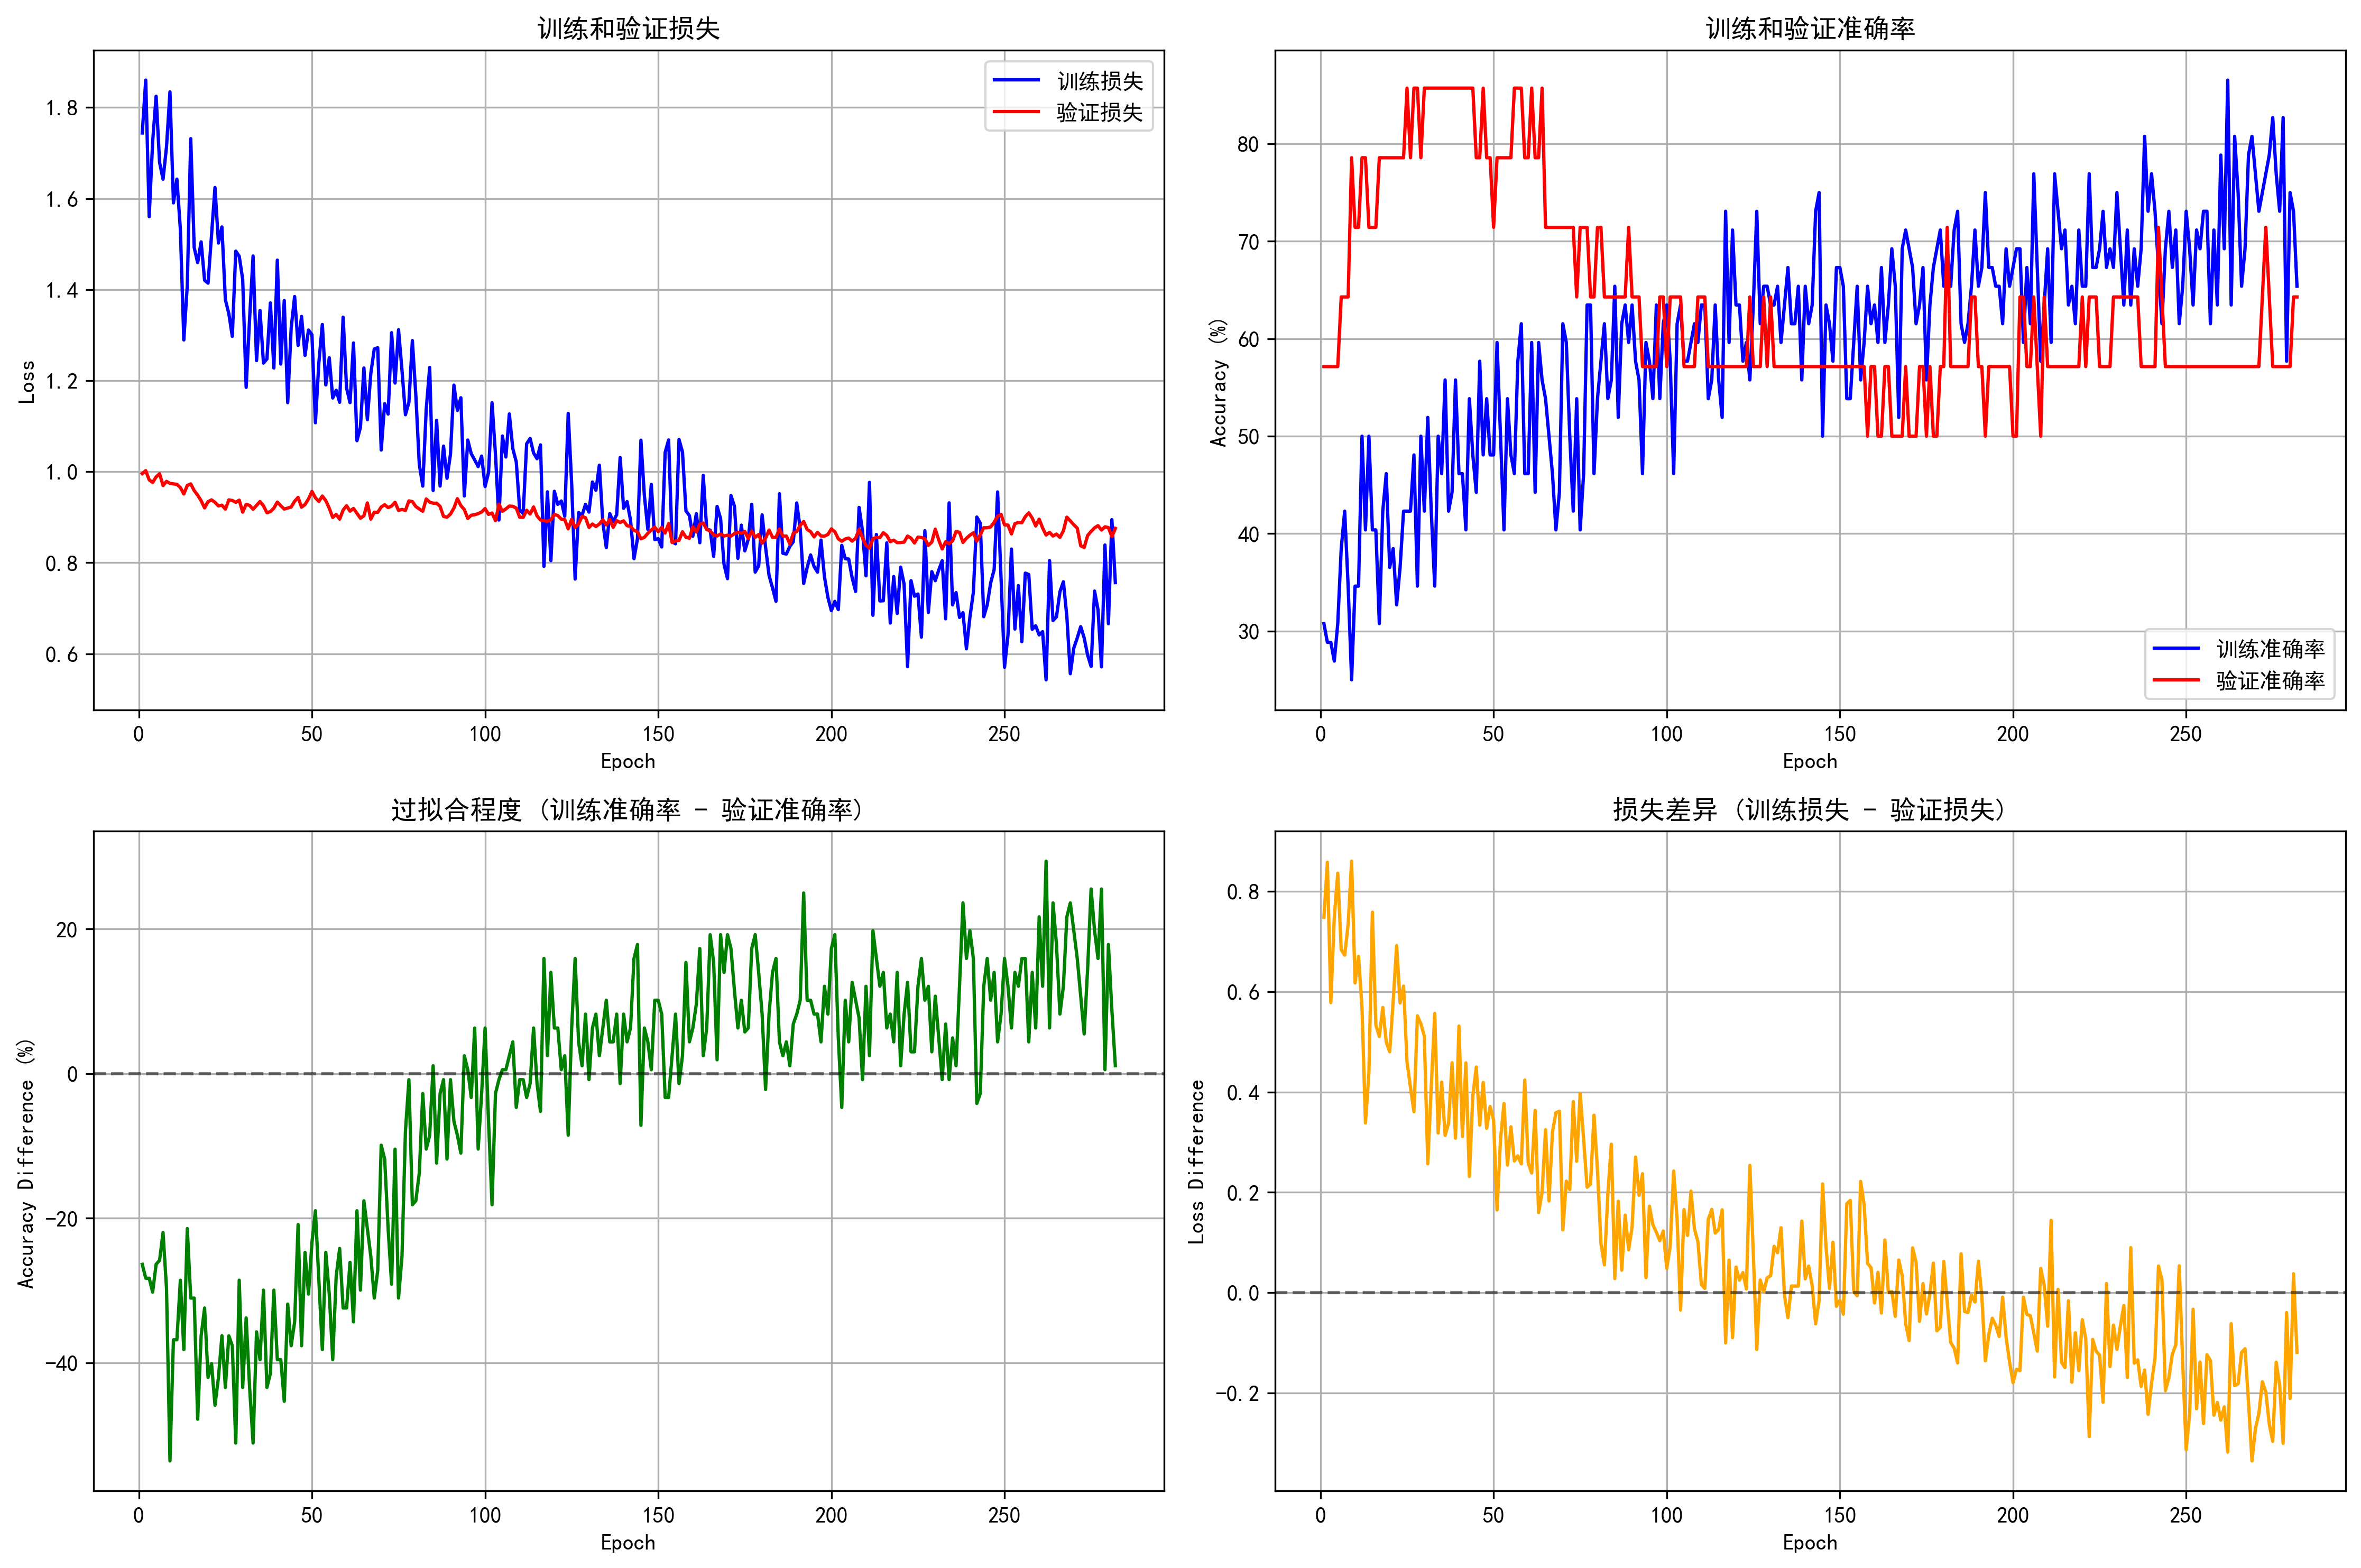 训练和验证损失
训练损失
验证损失
1.8
1.6
1.4
1.2
1.0
0.8
0.6
Loss
0 50 100 150 200 250
Epoch
训练和验证准确率
80
70
60
50
40
30
Accuracy (%)
训练准确率
验证准确率
0 50 100 150 200 250
Epoch
过拟合程度 (训练准确率 - 验证准确率)
20
0
-20
-40
Accuracy Difference (%)
0 50 100 150 200 250
Epoch
损失差异 (训练损失 - 验证损失)
0.8
0.6
0.4
0.2
0.0
-0.2
Loss Difference
0 50 100 150 200 250
Epoch